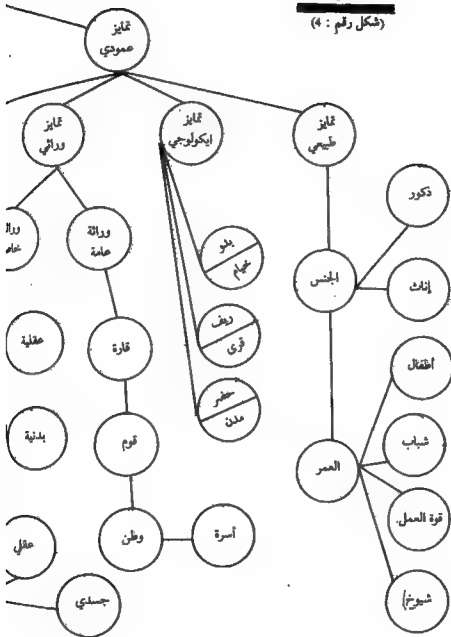 (شكل رقم : 4)
تمايز
عمودي
تمايز
طبيعي
تمايز
ايكولوجي
تمايز
وراثي
ذكور
الجنس
إناث
بدو
خيام
وراثة
عامة
ريف
قرى
قارة
عقلية
أطفال
حضر
مدن
شباب
العمر
قوم
بدنية
قوة العمل
أسرة
وطن
عقلي
شيوخ
جسدي